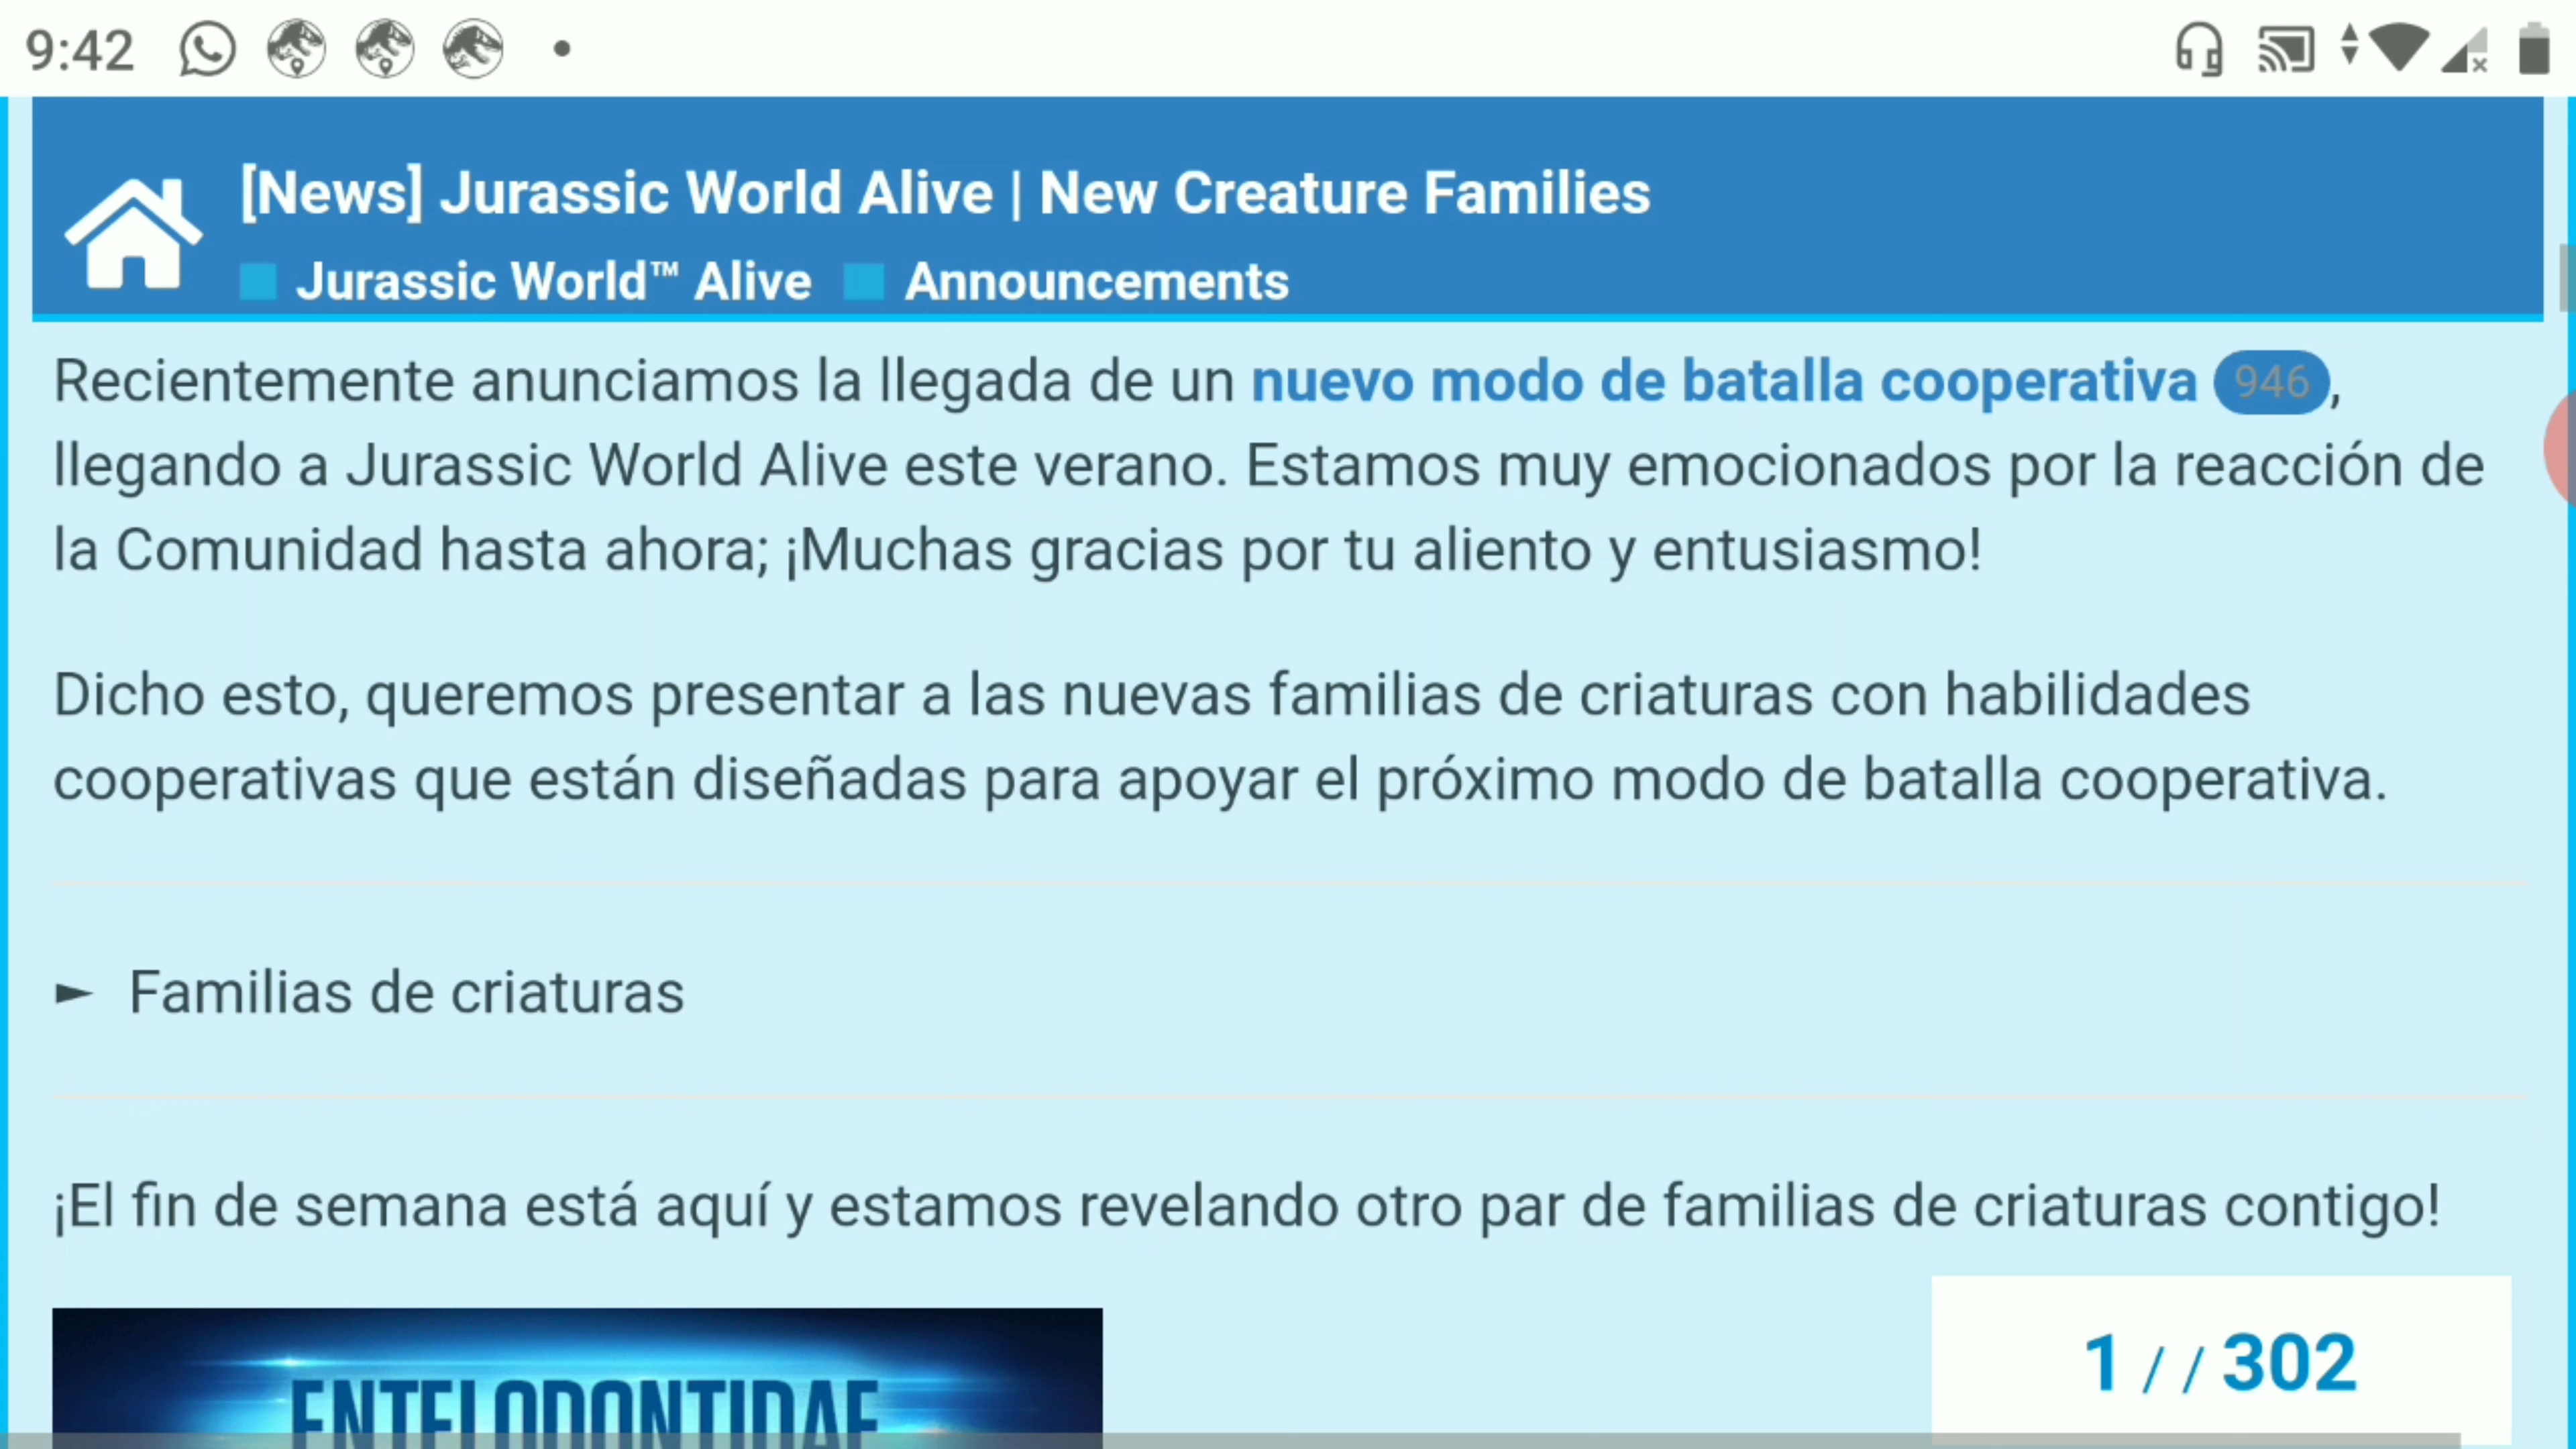 9:42
[News] Jurassic World Alive | New Creature Families
Jurassic World™ Alive Announcements
Recientemente anunciamos la llegada de un nuevo modo de batalla cooperativa 946,
llegando a Jurassic World Alive este verano. Estamos muy emocionados por la reacción de
la Comunidad hasta ahora; ¡Muchas gracias por tu aliento y entusiasmo!
Dicho esto, queremos presentar a las nuevas familias de criaturas con habilidades
cooperativas que están diseñadas para apoyar el próximo modo de batalla cooperativa.
► Familias de criaturas
¡El fin de semana está aquí y estamos revelando otro par de familias de criaturas contigo!
ENTELODONTIDAE
1 / / 302